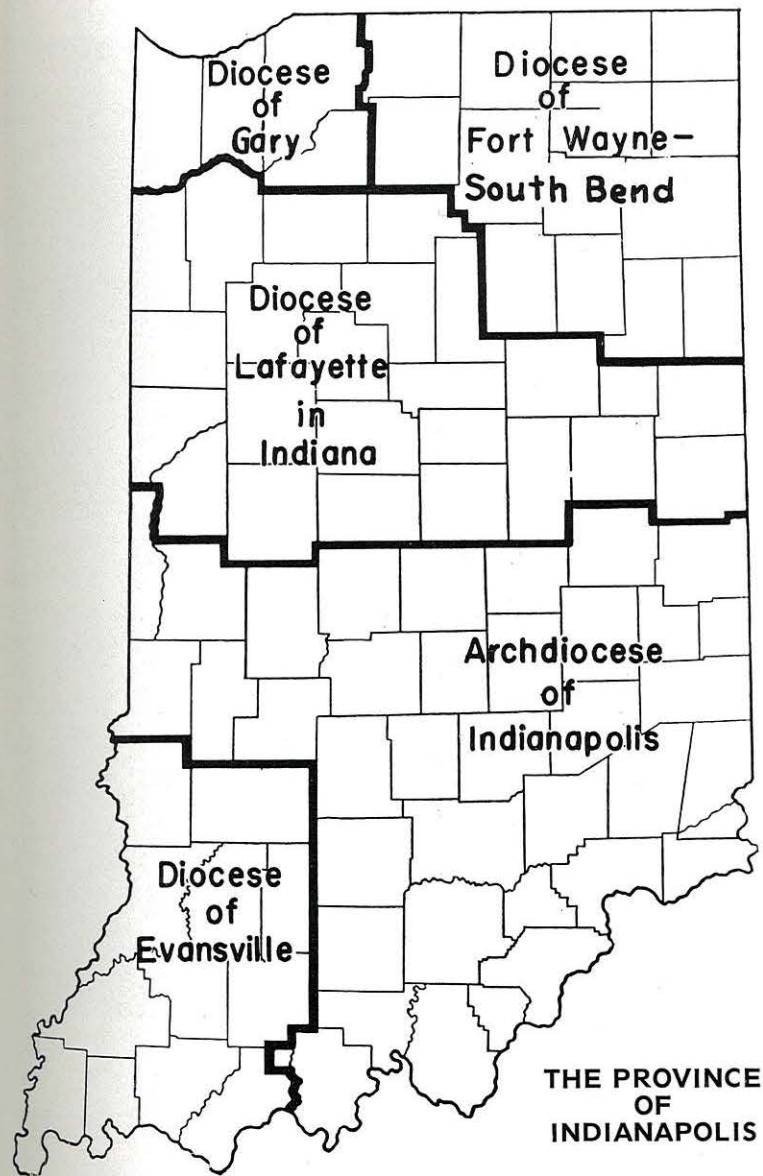 Diocese
of
Gary
Diocese
of
Fort Wayne-
South Bend
Diocese
of
Lafayette
in
Indiana
Archdiocese
of
Indianapolis
Diocese
of
Evansville
THE PROVINCE
OF
INDIANAPOLIS